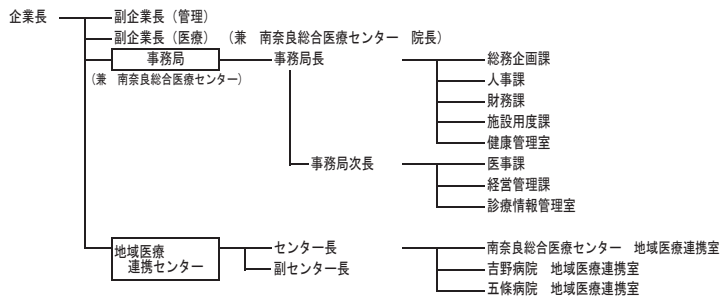 企業長
副企業長（管理）
副企業長（医療）（兼　南奈良総合医療センター　院長）
事務局
（兼　南奈良総合医療センター）
事務局長
総務企画課
人事課
財務課
施設用度課
健康管理室
事務局次長
医事課
経営管理課
診療情報管理室
地域医療
連携センター
センター長
副センター長
南奈良総合医療センター　地域医療連携室
吉野病院　地域医療連携室
五條病院　地域医療連携室